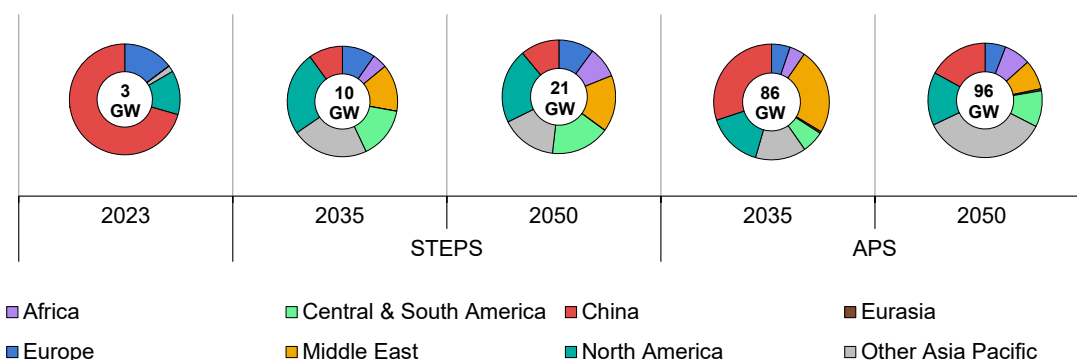 3
GW
10
GW
21
GW
86
GW
96
GW
2023 2035 2050 2035 2050
STEPS APS
Africa Central & South America China Eurasia
Europe Middle East North America Other Asia Pacific